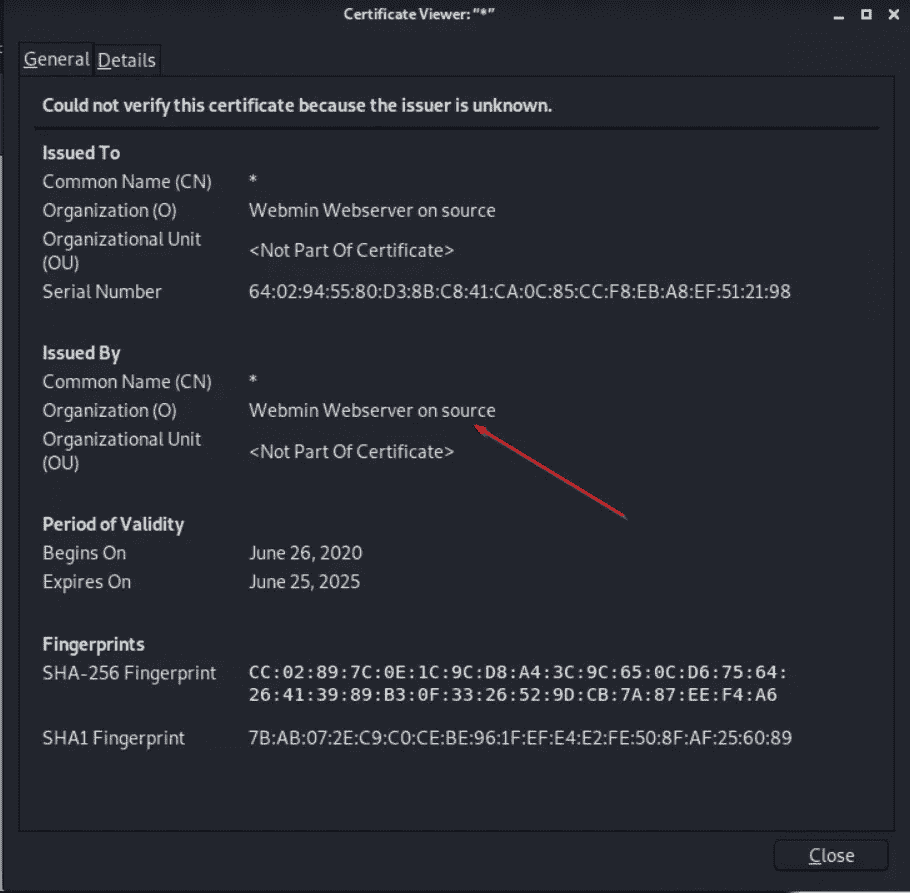 Certificate Viewer: “*”
General Details
Could not verify this certificate because the issuer is unknown.
Issued To
Common Name (CN) *
Organization (O) Webmin Webserver on source
Organizational Unit (OU) <Not Part Of Certificate>
Serial Number 64:02:94:55:80:D3:8B:C8:41:CA:0C:85:CC:F8:EB:A8:EF:51:21:98
Issued By
Common Name (CN) *
Organization (O) Webmin Webserver on source
Organizational Unit (OU) <Not Part Of Certificate>
Period of Validity
Begins On June 26, 2020
Expires On June 25, 2025
Fingerprints
SHA-256 Fingerprint CC:02:89:7C:0E:1C:9C:D8:A4:3C:9C:65:0C:D6:75:64:
26:41:39:89:B3:0F:33:26:52:9D:CB:7A:87:EE:F4:A6
SHA1 Fingerprint 7B:AB:07:2E:C9:C0:CE:BE:96:1F:EF:E4:E2:FE:50:8F:AF:25:60:89
Close